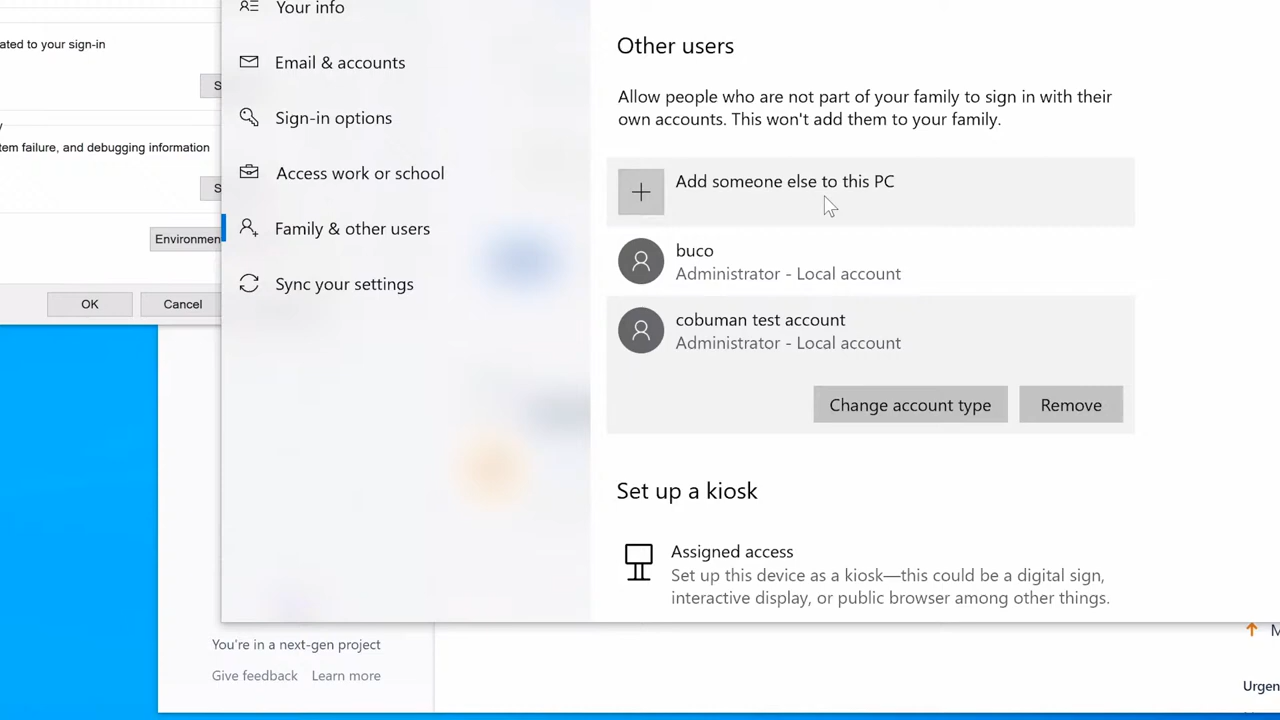 ated to your sign-in
S
y
tem failure, and debugging information
S
Environmen
OK
Cancel
Your info
Email & accounts
Sign-in options
Access work or school
Family & other users
Sync your settings
Other users
Allow people who are not part of your family to sign in with their
own accounts. This won't add them to your family.
Add someone else to this PC
buco
Administrator - Local account
cobuman test account
Administrator - Local account
Change account type
Remove
Set up a kiosk
Assigned access
Set up this device as a kiosk—this could be a digital sign,
interactive display, or public browser among other things.
You're in a next-gen project
Give feedback
Learn more
M
Urgen